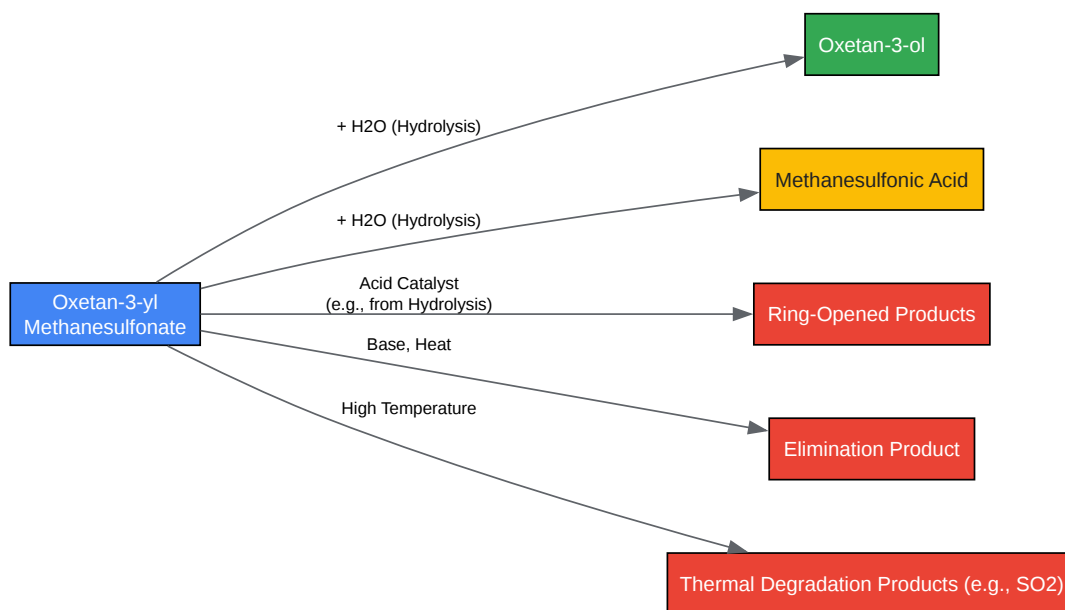 Oxetan-3-ol
+ H2O (Hydrolysis)
Methanesulfonic Acid
+ H2O (Hydrolysis)
Acid Catalyst
(e.g., from Hydrolysis)
Oxetan-3-yl
Methanesulfonate
Ring-Opened Products
Base, Heat
High Temperature
Elimination Product
Thermal Degradation Products (e.g., SO2)